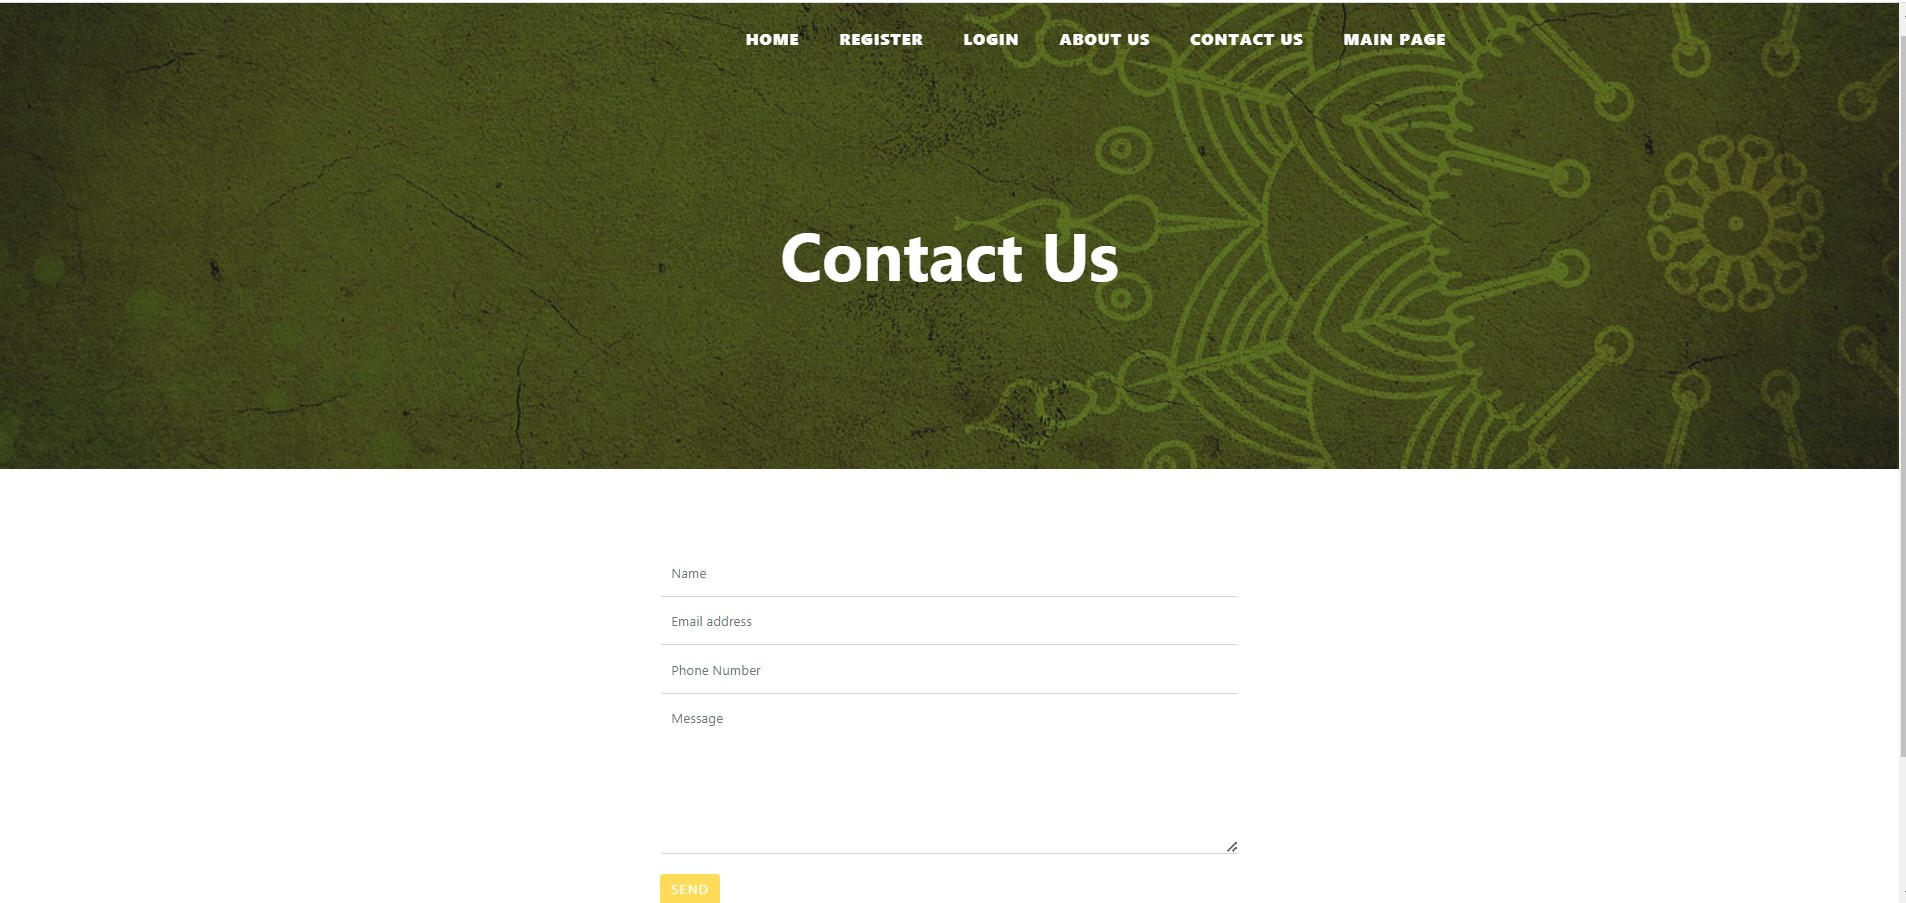 HOME REGISTER LOGIN ABOUT US CONTACT US MAIN PAGE
Contact Us
Name
Email address
Phone Number
Message
SEND